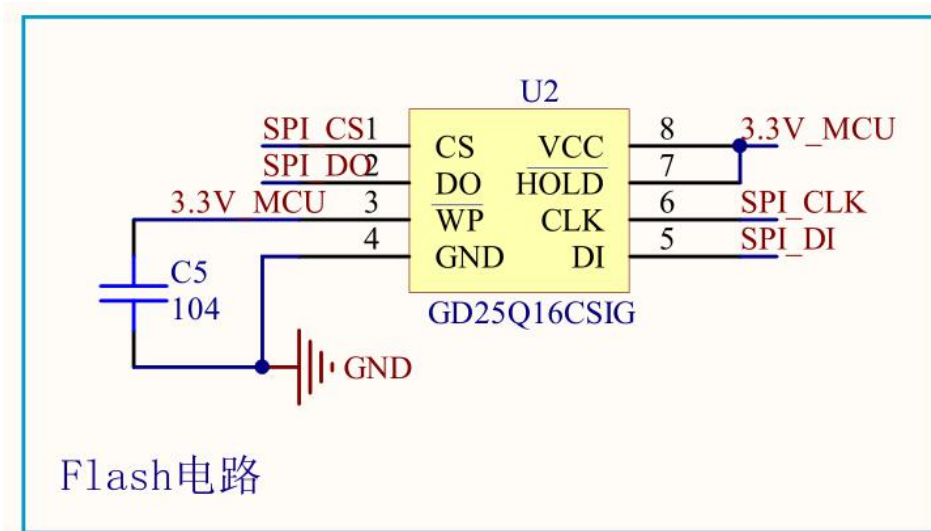 U2
SPI_CS 1 CS VCC 8 3.3V_MCU
SPI_DO 2 DO HOLD 7
3.3V_MCU 3 WP CLK 6 SPI_CLK
4 GND DI 5 SPI_DI
C5
104
GD25Q16CSIG
GND
Flash电路